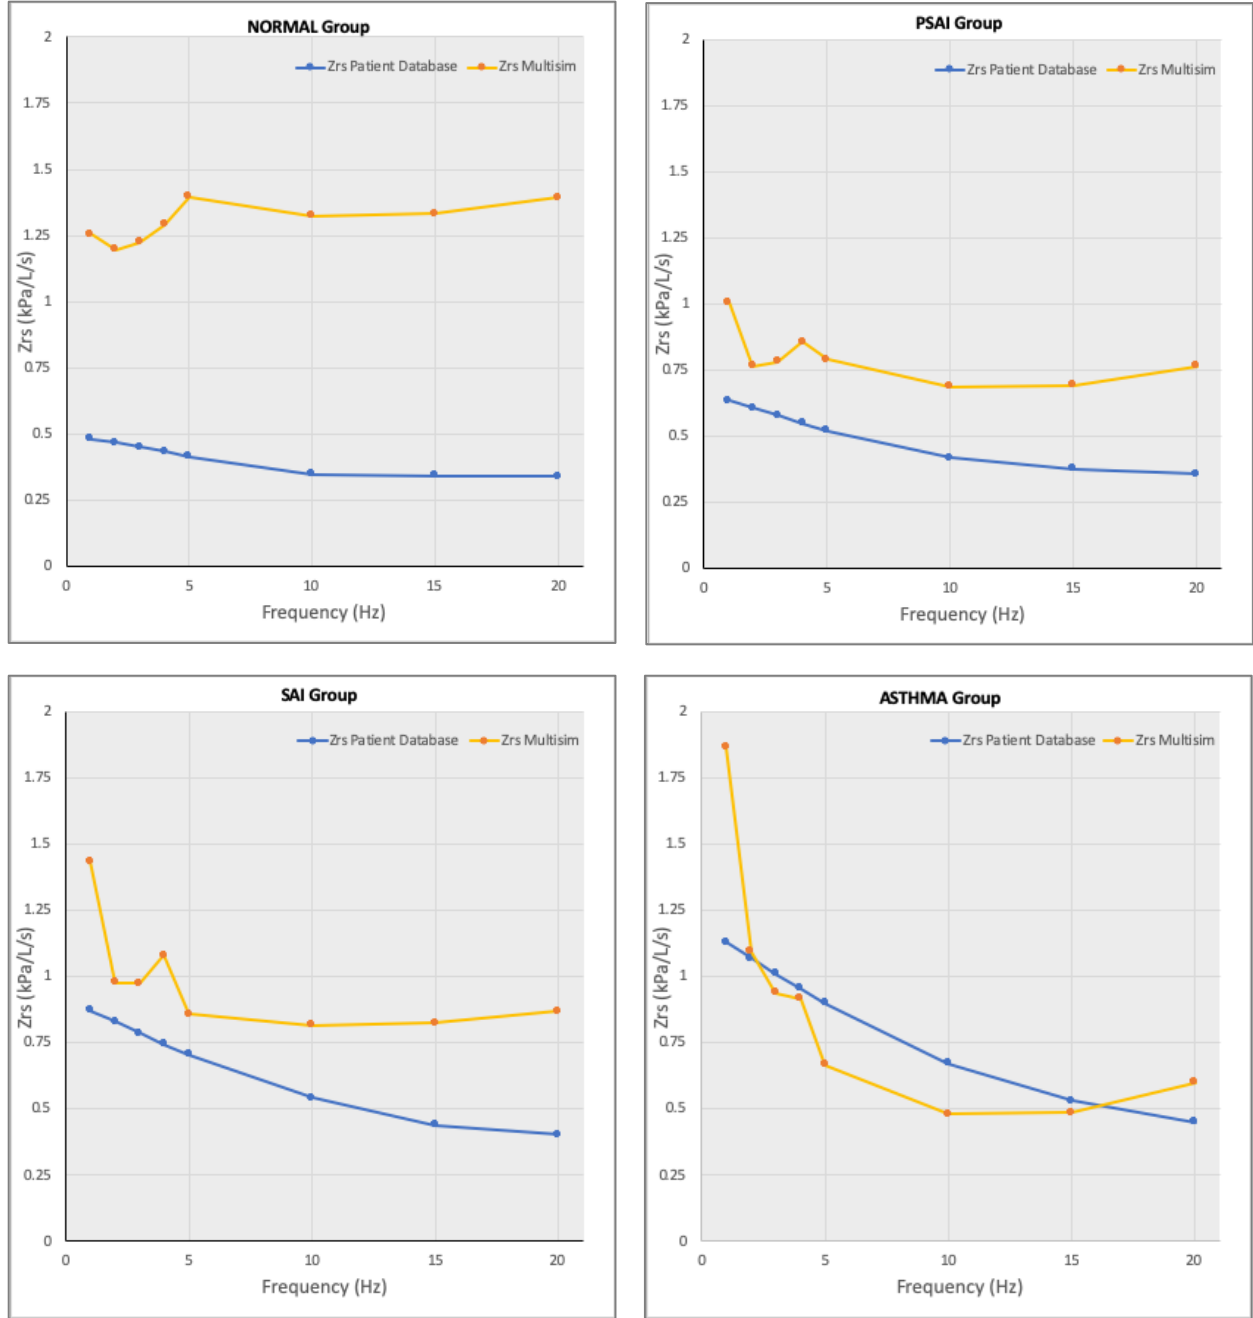 NORMAL Group
Zrs Patient Database
Zrs Multisim
2
1.75
1.5
1.25
1
0.75
0.5
0.25
0
Zrs (kPa/L/s)
0 5 10 15 20
Frequency (Hz)
PSAI Group
Zrs Patient Database
Zrs Multisim
2
1.75
1.5
1.25
1
0.75
0.5
0.25
0
Zrs (kPa/L/s)
0 5 10 15 20
Frequency (Hz)
SAI Group
Zrs Patient Database
Zrs Multisim
2
1.75
1.5
1.25
1
0.75
0.5
0.25
0
Zrs (kPa/L/s)
0 5 10 15 20
Frequency (Hz)
ASTHMA Group
Zrs Patient Database
Zrs Multisim
2
1.75
1.5
1.25
1
0.75
0.5
0.25
0
Zrs (kPa/L/s)
0 5 10 15 20
Frequency (Hz)